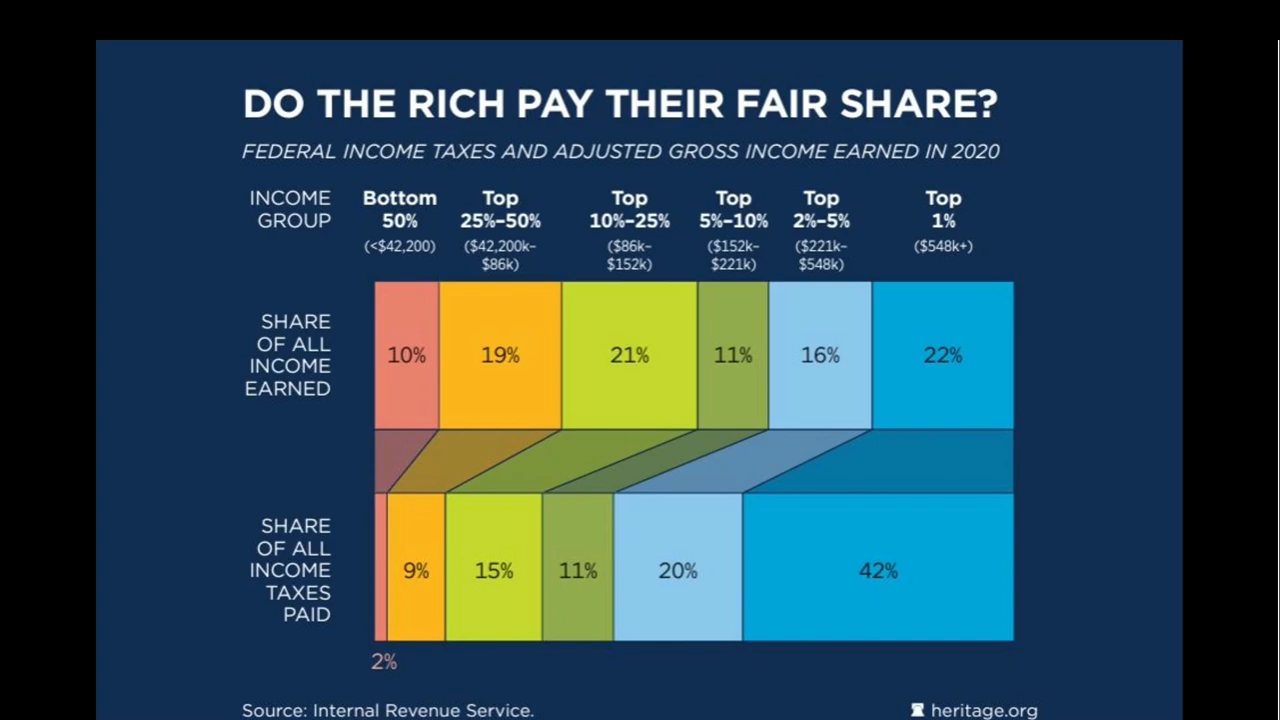 DO THE RICH PAY THEIR FAIR SHARE?
FEDERAL INCOME TAXES AND ADJUSTED GROSS INCOME EARNED IN 2020
INCOME
GROUP
Bottom
50%
(<$42,200)
Top
25%–50%
($42,200k–
$86k)
Top
10%–25%
($86k–
$152k)
Top
5%–10%
($152k–
$221k)
Top
2%–5%
($221k–
$548k)
Top
1%
($548k+)
SHARE
OF ALL
INCOME
EARNED
10%
19%
21%
11%
16%
22%
SHARE
OF ALL
INCOME
TAXES
PAID
2%
9%
15%
11%
20%
42%
Source: Internal Revenue Service.
heritage.org